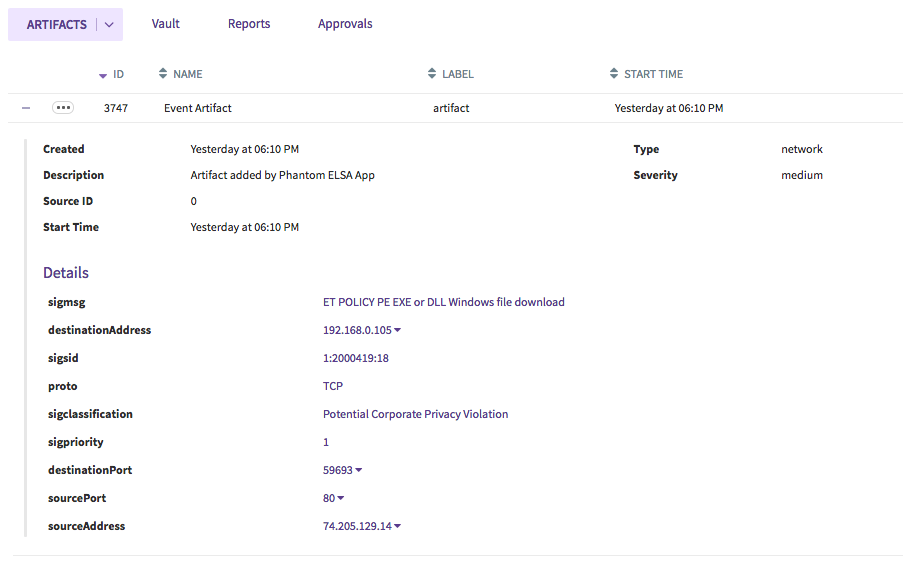 ARTIFACTS Vault Reports Approvals
ID NAME LABEL START TIME
3747 Event Artifact artifact Yesterday at 06:10 PM
Created Yesterday at 06:10 PM Type network
Description Artifact added by Phantom ELSA App Severity medium
Source ID 0
Start Time Yesterday at 06:10 PM
Details
sigmsg ET POLICY PE EXE or DLL Windows file download
destinationAddress 192.168.0.105
sigsid 1:2000419:18
proto TCP
sigclassification Potential Corporate Privacy Violation
sigpriority 1
destinationPort 59693
sourcePort 80
sourceAddress 74.205.129.14